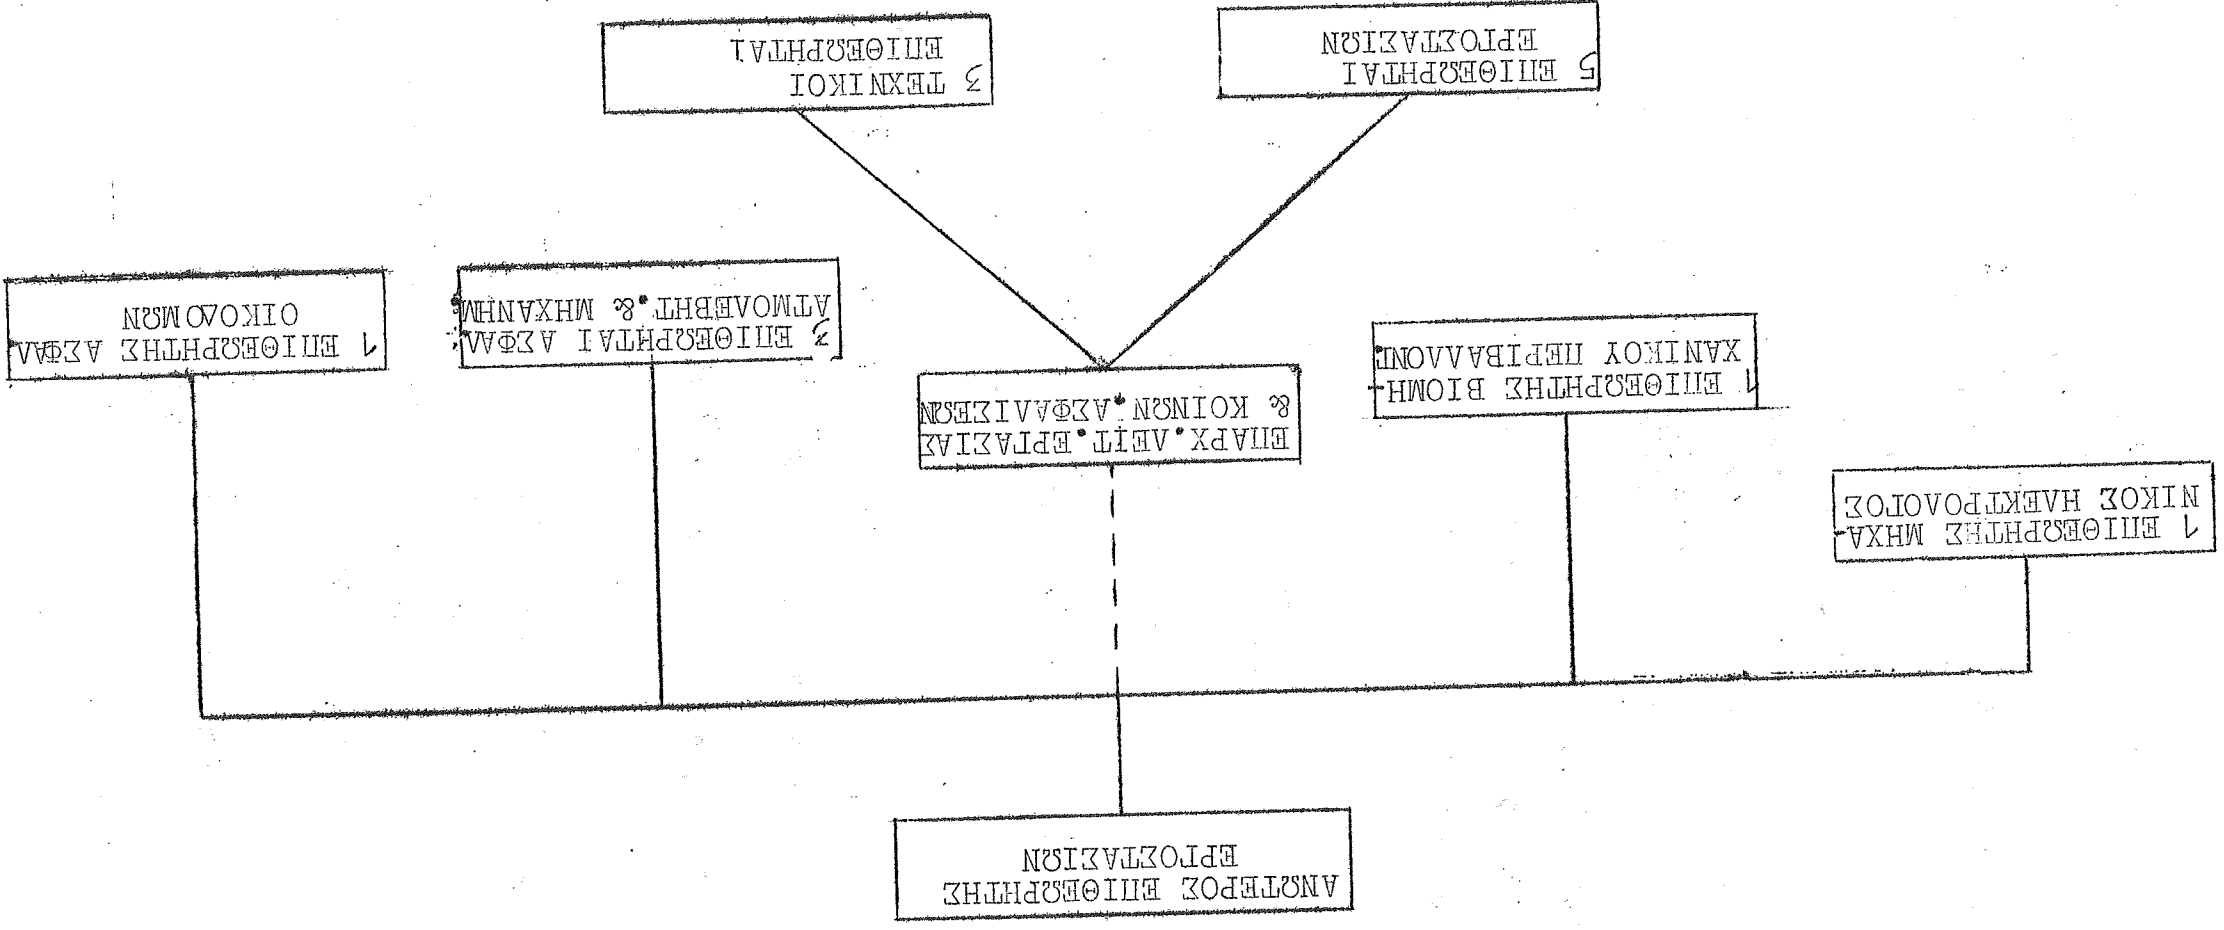 ΑΝΩΤΕΡΟΣ ΕΠΙΘΕΩΡΗΤΗΣ
ΕΡΓΟΣΤΑΣΙΩΝ
1 ΕΠΙΘΕΩΡΗΤΗΣ ΜΗΧΑ-
ΝΙΚΟΣ ΗΛΕΚΤΡΟΛΟΓΟΣ
1 ΕΠΙΘΕΩΡΗΤΗΣ ΒΙΟΜΗ-
ΧΑΝΙΚΟΥ ΠΕΡΙΒΑΛΛΟΝΤ.
ΕΠΑΡΧ.ΛΕΙΤ.ΕΡΓΑΣΙΑΣ
& ΚΟΙΝΩΝ.ΑΣΦΑΛΙΣΕΩΝ
3 ΕΠΙΘΕΩΡΗΤΑΙ ΑΣΦΑΛ.
ΑΤΜΟΛΕΒΗΤ.& ΜΗΧΑΝΗΜ.
1 ΕΠΙΘΕΩΡΗΤΗΣ ΑΣΦΑΛ.
ΟΙΚΟΔΟΜΩΝ
5 ΕΠΙΘΕΩΡΗΤΑΙ
ΕΡΓΟΣΤΑΣΙΩΝ
3 ΤΕΧΝΙΚΟΙ
ΕΠΙΘΕΩΡΗΤΑΙ